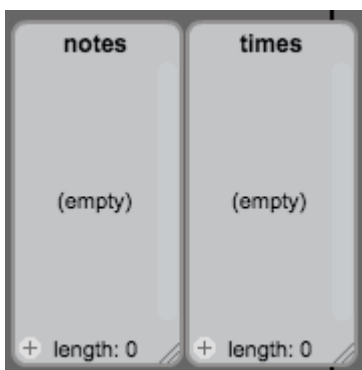 notes
(empty)
+ length: 0
times
(empty)
+ length: 0